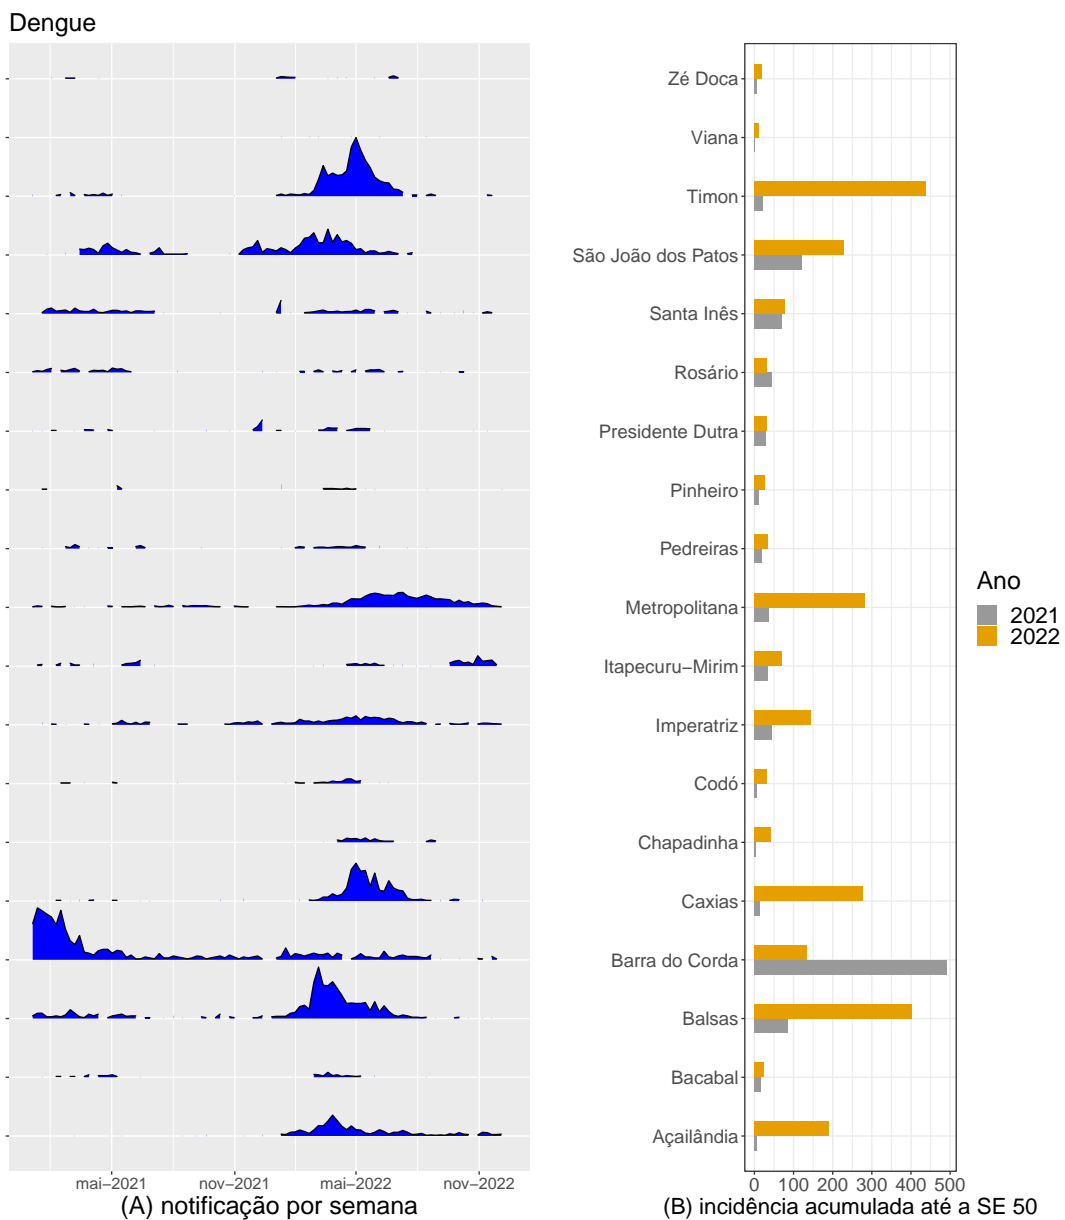 Dengue
Zé Doca
Viana
Timon
São João dos Patos
Santa Inês
Rosário
Presidente Dutra
Pinheiro
Pedreiras
Metropolitana
Itapecuru−Mirim
Imperatriz
Codó
Chapadinha
Caxias
Barra do Corda
Balsas
Bacabal
Açailândia
mai−2021 nov−2021 mai−2022 nov−2022
(A) notificação por semana
0 100 200 300 400 500
(B) incidência acumulada até a SE 50
Ano
2021
2022